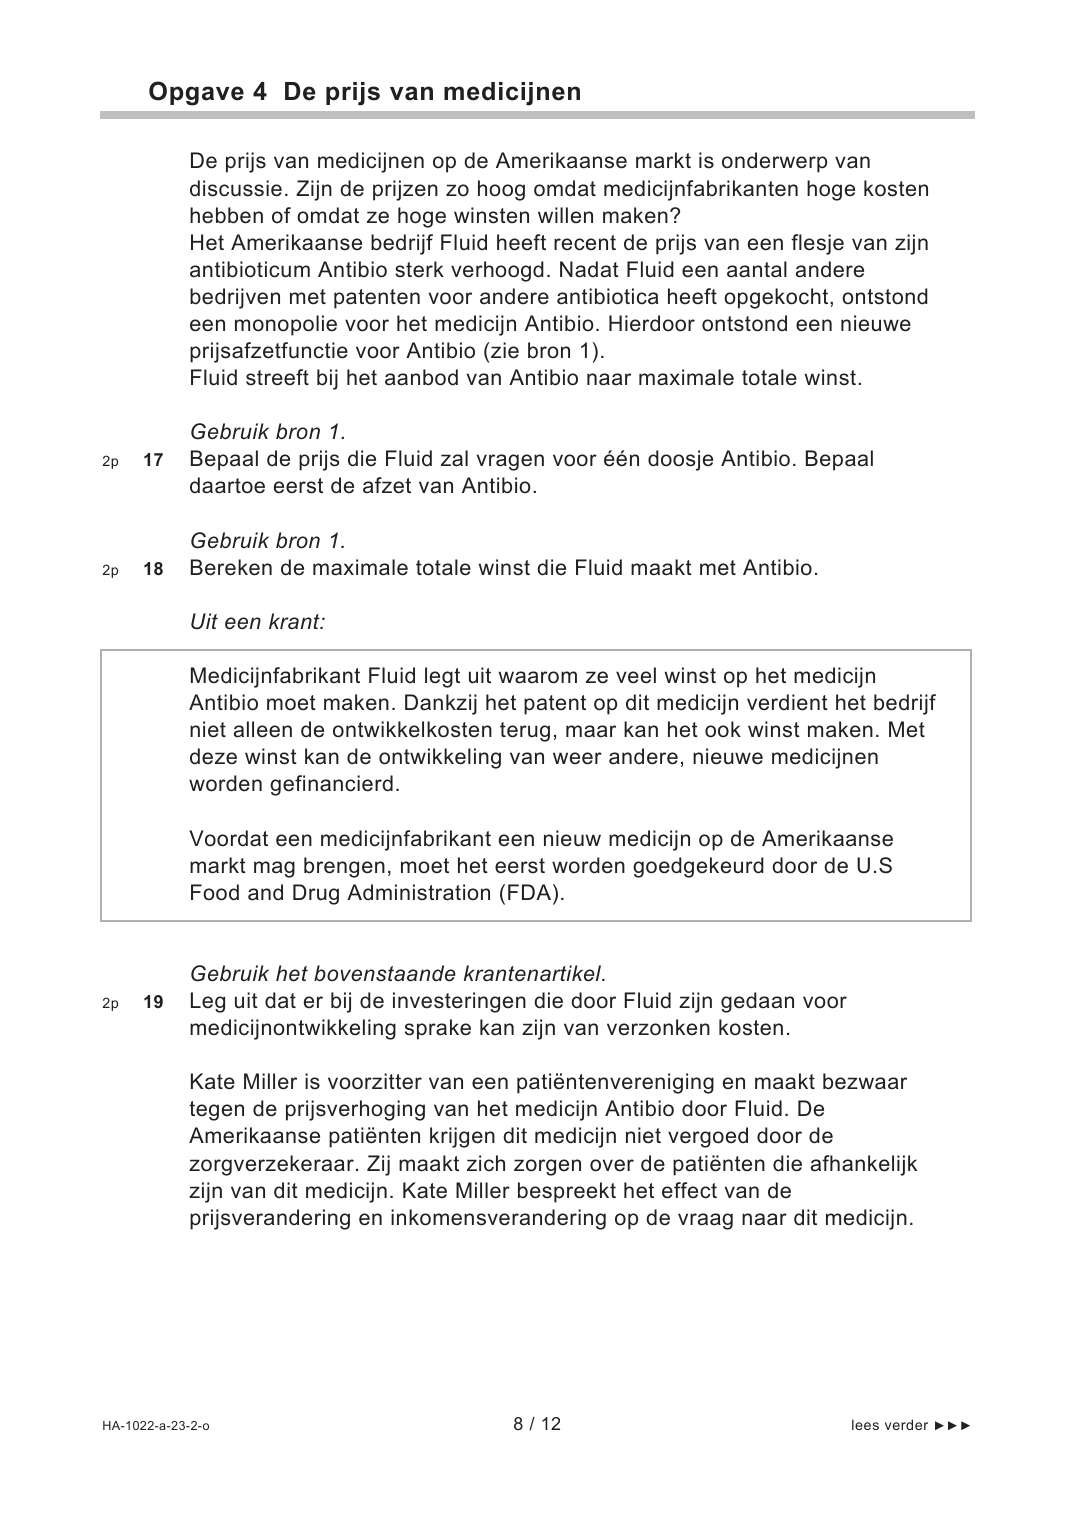 Opgave 4  De prijs van medicijnen
De prijs van medicijnen op de Amerikaanse markt is onderwerp van
discussie. Zijn de prijzen zo hoog omdat medicijnfabrikanten hoge kosten
hebben of omdat ze hoge winsten willen maken?
Het Amerikaanse bedrijf Fluid heeft recent de prijs van een flesje van zijn
antibioticum Antibio sterk verhoogd. Nadat Fluid een aantal andere
bedrijven met patenten voor andere antibiotica heeft opgekocht, ontstond
een monopolie voor het medicijn Antibio. Hierdoor ontstond een nieuwe
prijsafzetfunctie voor Antibio (zie bron 1).
Fluid streeft bij het aanbod van Antibio naar maximale totale winst.
Gebruik bron 1.
2p 17 Bepaal de prijs die Fluid zal vragen voor één doosje Antibio. Bepaal
daartoe eerst de afzet van Antibio.
Gebruik bron 1.
2p 18 Bereken de maximale totale winst die Fluid maakt met Antibio.
Uit een krant:
Medicijnfabrikant Fluid legt uit waarom ze veel winst op het medicijn
Antibio moet maken. Dankzij het patent op dit medicijn verdient het bedrijf
niet alleen de ontwikkelkosten terug, maar kan het ook winst maken. Met
deze winst kan de ontwikkeling van weer andere, nieuwe medicijnen
worden gefinancierd.
Voordat een medicijnfabrikant een nieuw medicijn op de Amerikaanse
markt mag brengen, moet het eerst worden goedgekeurd door de U.S
Food and Drug Administration (FDA).
Gebruik het bovenstaande krantenartikel.
2p 19 Leg uit dat er bij de investeringen die door Fluid zijn gedaan voor
medicijnontwikkeling sprake kan zijn van verzonken kosten.
Kate Miller is voorzitter van een patiëntenvereniging en maakt bezwaar
tegen de prijsverhoging van het medicijn Antibio door Fluid. De
Amerikaanse patiënten krijgen dit medicijn niet vergoed door de
zorgverzekeraar. Zij maakt zich zorgen over de patiënten die afhankelijk
zijn van dit medicijn. Kate Miller bespreekt het effect van de
prijsverandering en inkomensverandering op de vraag naar dit medicijn.
HA-1022-a-23-2-o 8 / 12 lees verder ►►►